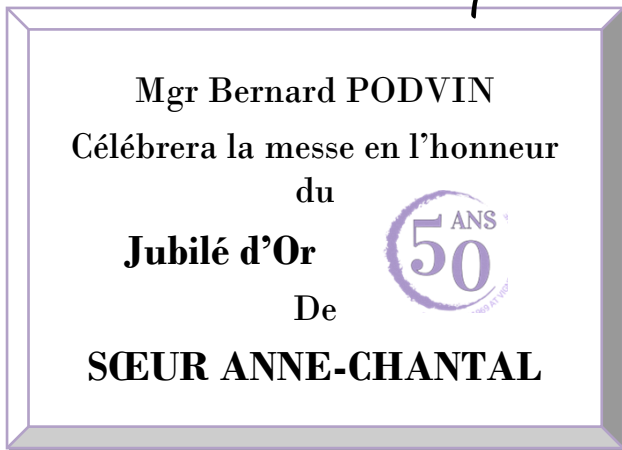 Mgr Bernard PODVIN
Célébrera la messe en l’honneur
du
Jubilé d’Or
50 ANS
De
SŒUR ANNE-CHANTAL